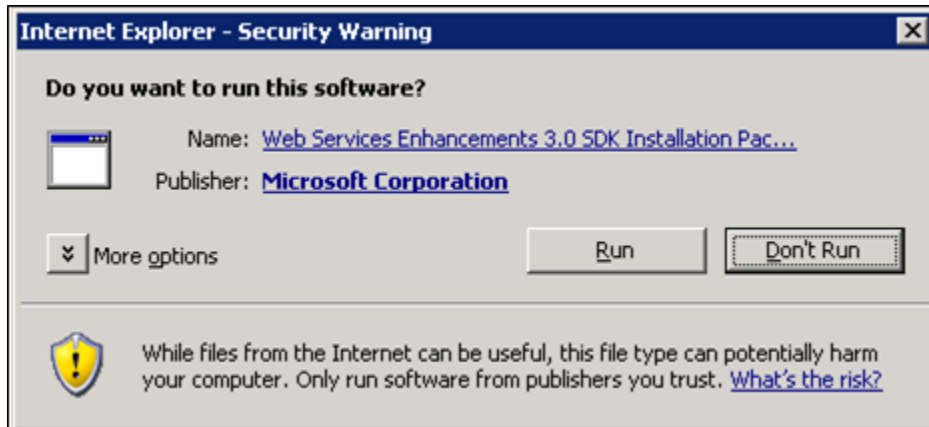 Internet Explorer - Security Warning
Do you want to run this software?
Name: Web Services Enhancements 3.0 SDK Installation Pac...
Publisher: Microsoft Corporation
More options Run Don't Run
While files from the Internet can be useful, this file type can potentially harm
your computer. Only run software from publishers you trust. What's the risk?